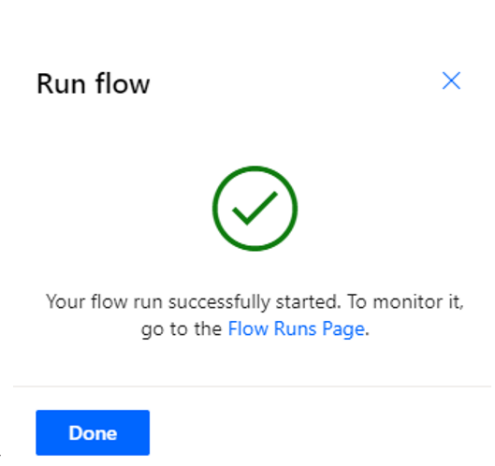 Run flow
Your flow run successfully started. To monitor it,
go to the Flow Runs Page.
Done